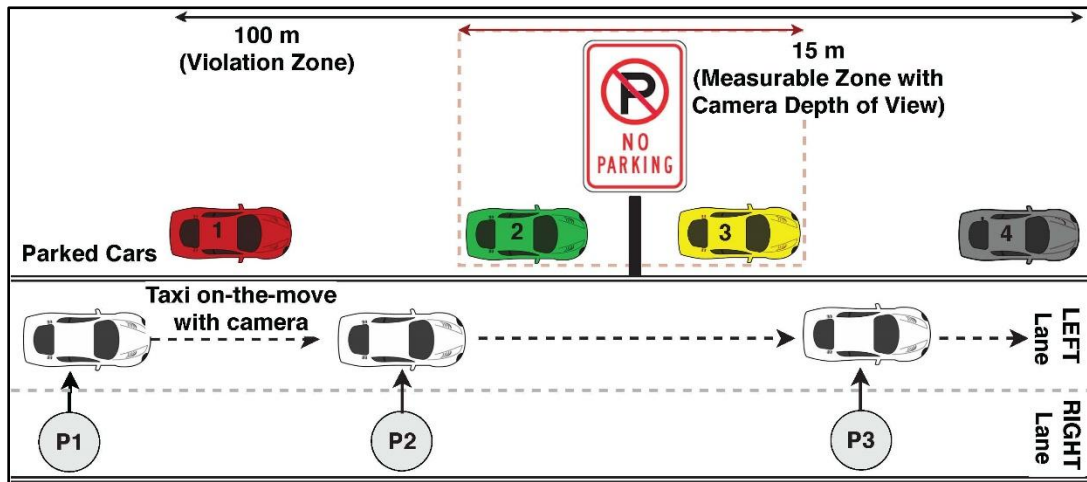 100 m
(Violation Zone)
15 m
(Measurable Zone with
Camera Depth of View)
P
NO
PARKING
1
2
3
4
Parked Cars
Taxi on-the-move
with camera
LEFT
Lane
RIGHT
Lane
P1
P2
P3